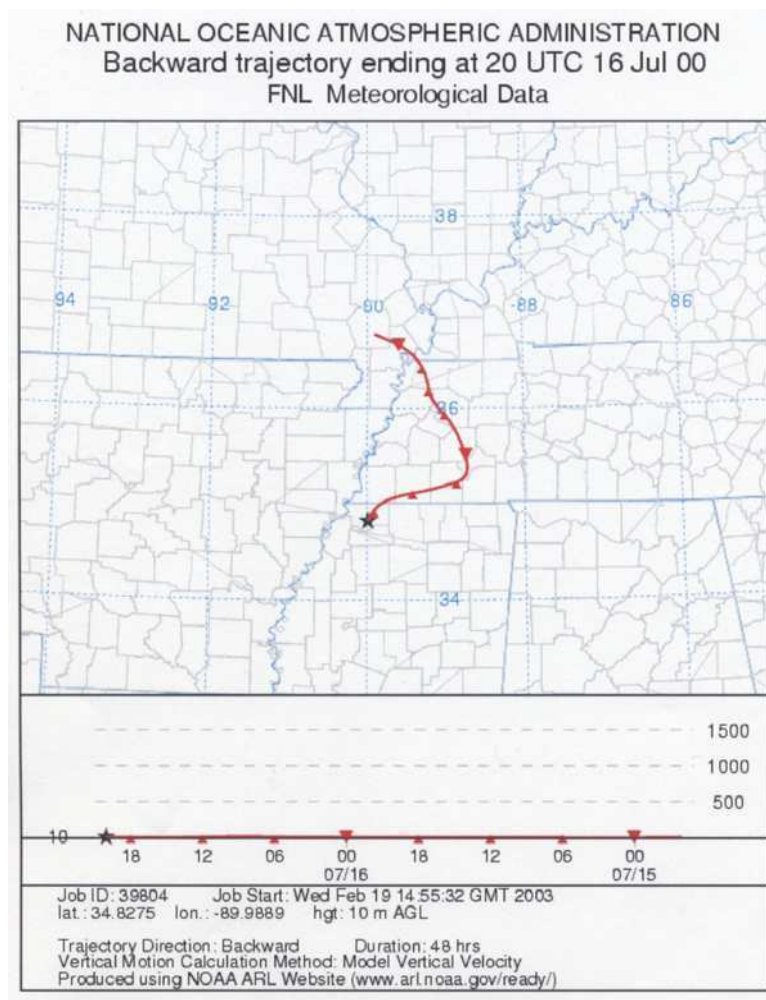 NATIONAL OCEANIC ATMOSPHERIC ADMINISTRATION
Backward trajectory ending at 20 UTC 16 Jul 00
FNL Meteorological Data
38
94 92 -90 -88 86
36
34
1500
1000
500
10
18 12 06 00 18 12 06 00
07/16 07/15
Job ID: 39804 Job Start: Wed Feb 19 14:55:32 GMT 2003
lat.: 34.8275 lon.: -89.9889 hgt: 10 m AGL
Trajectory Direction: Backward Duration: 48 hrs
Vertical Motion Calculation Method: Model Vertical Velocity
Produced using NOAA ARL Website (www.arl.noaa.gov/ready/)